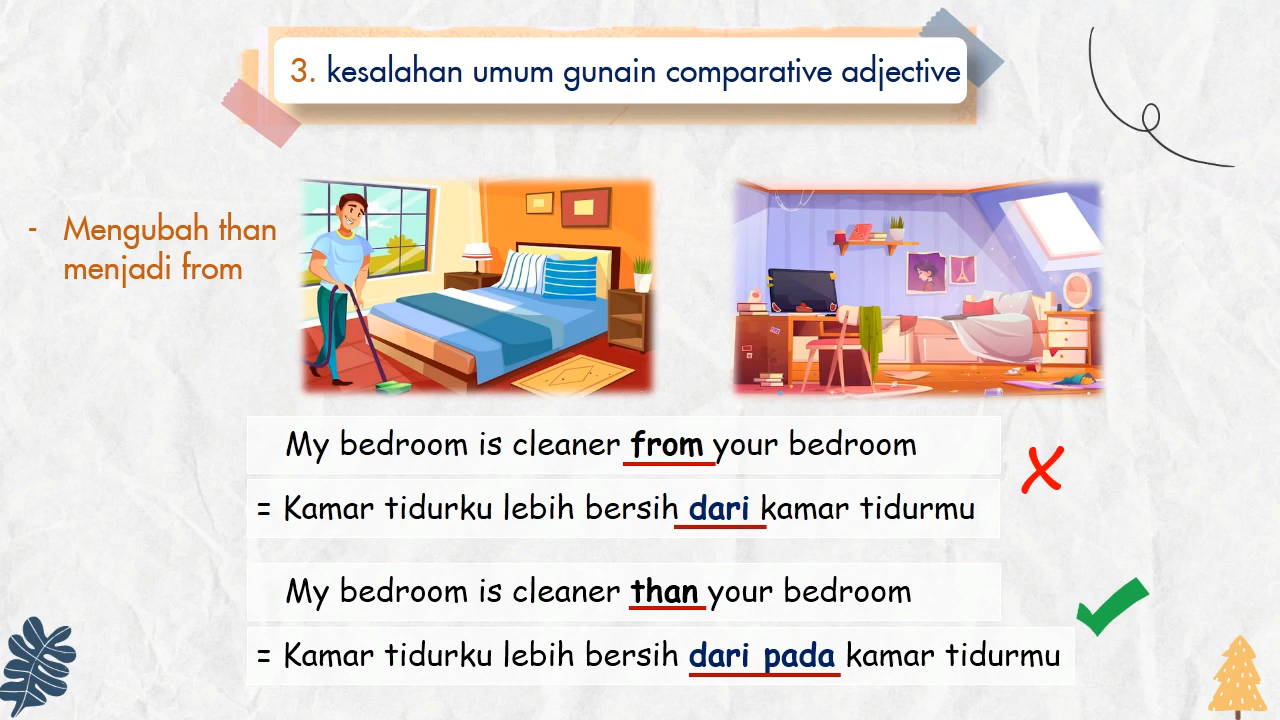 3. kesalahan umum gunain comparative adjective
- Mengubah than
menjadi from
My bedroom is cleaner from your bedroom
= Kamar tidurku lebih bersih dari kamar tidurmu
My bedroom is cleaner than your bedroom
= Kamar tidurku lebih bersih dari pada kamar tidurmu